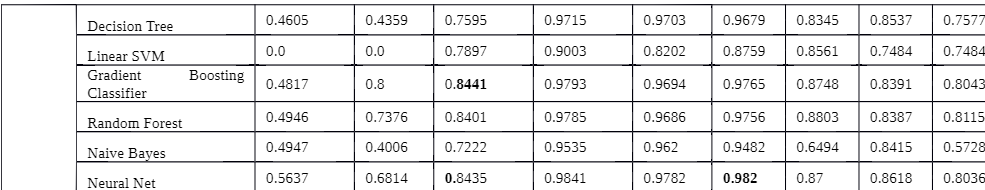 Decision Tree 0.4605 0.4359 0.7595 0.9715 0.9703 0.9679 0.8345 0.8537 0.7577
Linear SVM 0.0 0.0 0.7897 0.9003 0.8202 0.8759 0.8561 0.7484 0.7484
Gradient Boosting
Classifier 0.4817 0.8 0.8441 0.9793 0.9694 0.9765 0.8748 0.8391 0.8043
Random Forest 0.4946 0.7376 0.8401 0.9785 0.9686 0.9756 0.8803 0.8387 0.8115
Naive Bayes 0.4947 0.4006 0.7222 0.9535 0.962 0.9482 0.6494 0.8415 0.5728
Neural Net 0.5637 0.6814 0.8435 0.9841 0.9782 0.982 0.87 0.8618 0.8036